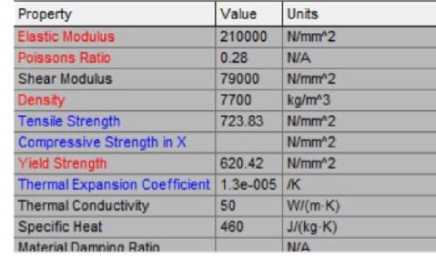 Property Value Units
Elastic Modulus 210000 N/mm^2
Poissons Ratio 0.28 N/A
Shear Modulus 79000 N/mm^2
Density 7700 kg/m^3
Tensile Strength 723.83 N/mm^2
Compressive Strength in X N/mm^2
Yield Strength 620.42 N/mm^2
Thermal Expansion Coefficient 1.3e-005 /K
Thermal Conductivity 50 W/(m·K)
Specific Heat 460 J/(kg·K)
Material Damping Ratio N/A